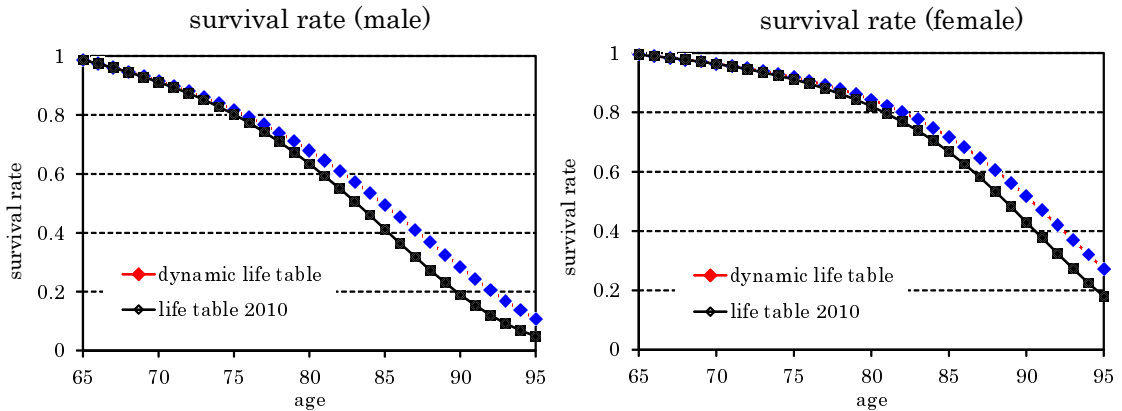 survival rate (male)
1
0.8
0.6
0.4
0.2
0
survival rate
dynamic life table
life table 2010
65 70 75 80 85 90 95
age
survival rate (female)
1
0.8
0.6
0.4
0.2
0
survival rate
dynamic life table
life table 2010
65 70 75 80 85 90 95
age